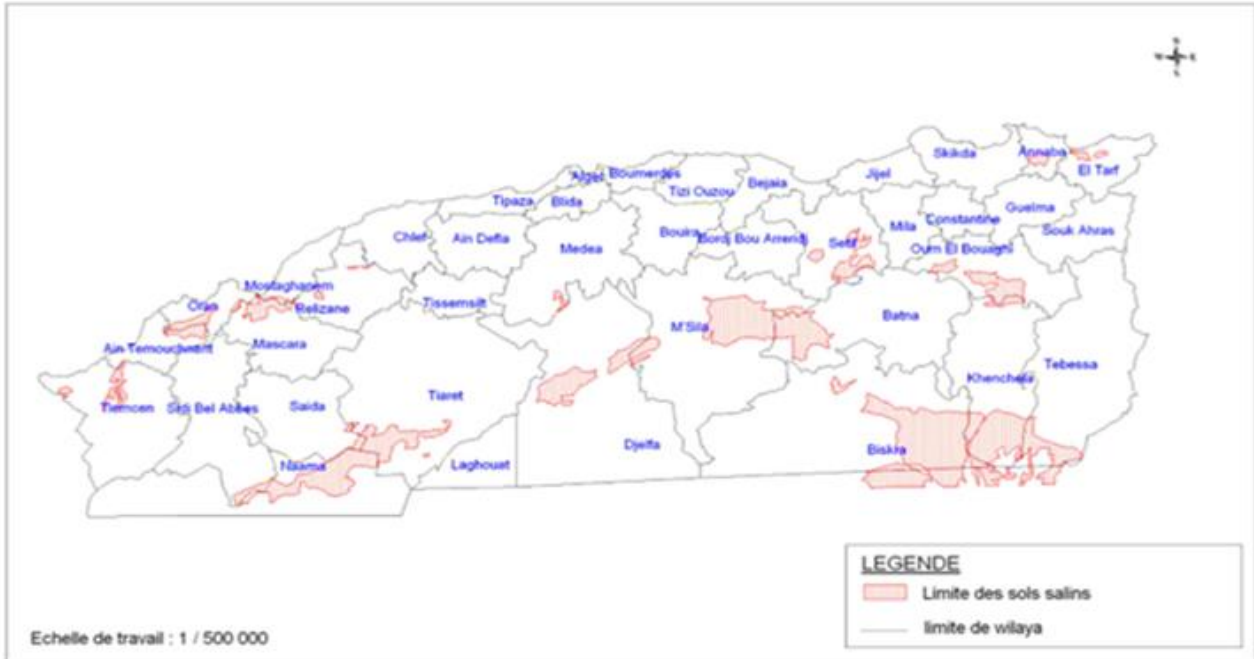 N
W E
S
Skikda
Annaba
El Tarf
Jijel
Alger
Boumerdes
Tizi Ouzou
Bejaia
Tipaza
Blida
Guelma
Mila
Constantine
Souk Ahras
Chlef
Ain Defla
Medea
Bouira
Bordj Bou Arrendj
Setif
Oum El Bouaghi
Mostaghanem
Oran
Relizane
Tissemsilt
M'Sila
Batna
Ain Temouchent
Mascara
Tebessa
Khenchela
Tlemcen
Sidi Bel Abbes
Saida
Tiaret
Djelfa
Biskra
Naama
Laghouat
LEGENDE
Limite des sols salins
limite de wilaya
Echelle de travail : 1 / 500 000